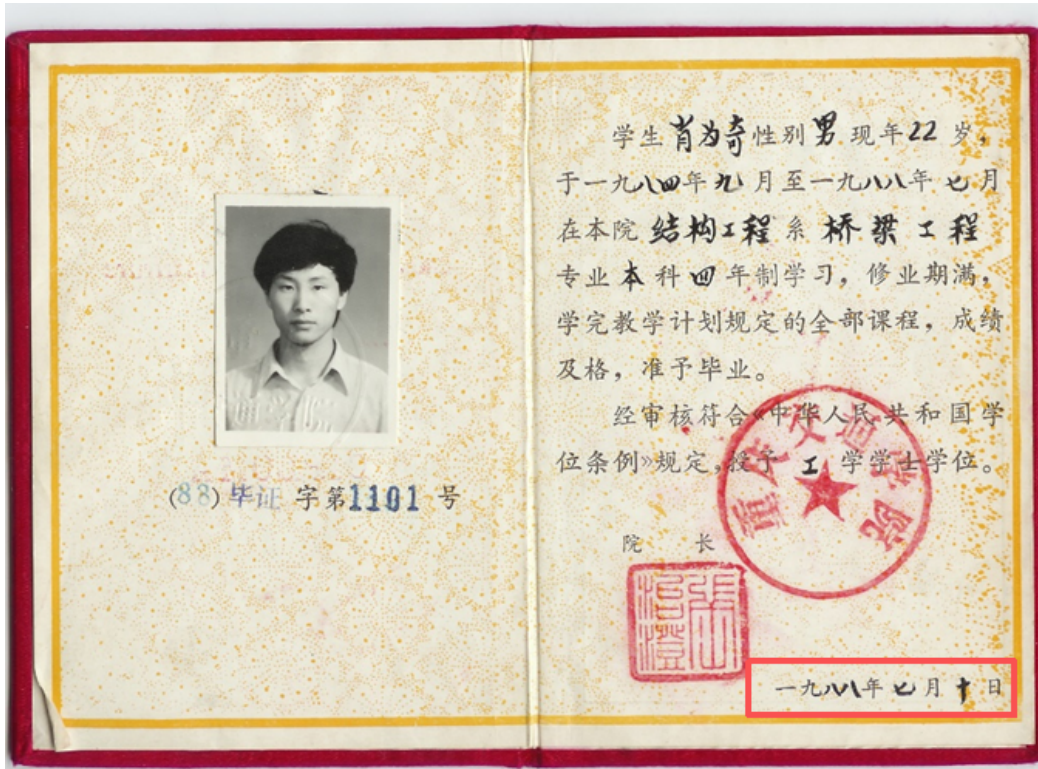 (88)毕证 字第1101 号
学生肖为奇性别男现年22岁，
于一九八四年九月至一九八八年七月
在本院结构工程系桥梁工程
专业本科四年制学习，修业期满，
学完教学计划规定的全部课程，成绩
及格，准予毕业。
经审核符合《中华人民共和国学
位条例》规定，授予工学学士学位。
重庆交通学院
院 长
一九八八年七月十日